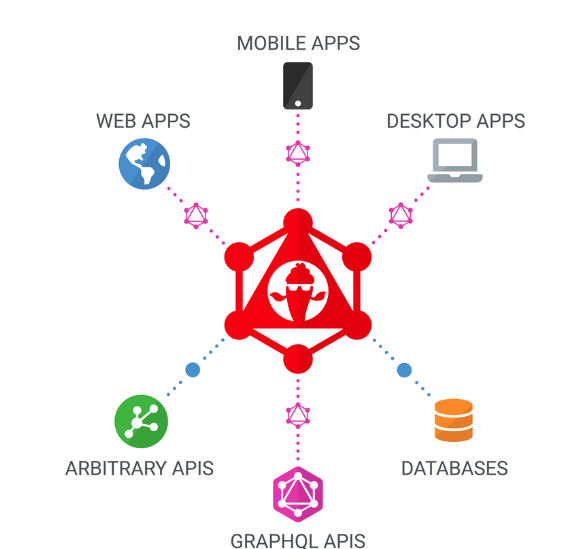 MOBILE APPS
WEB APPS
DESKTOP APPS
ARBITRARY APIS
DATABASES
GRAPHQL APIS